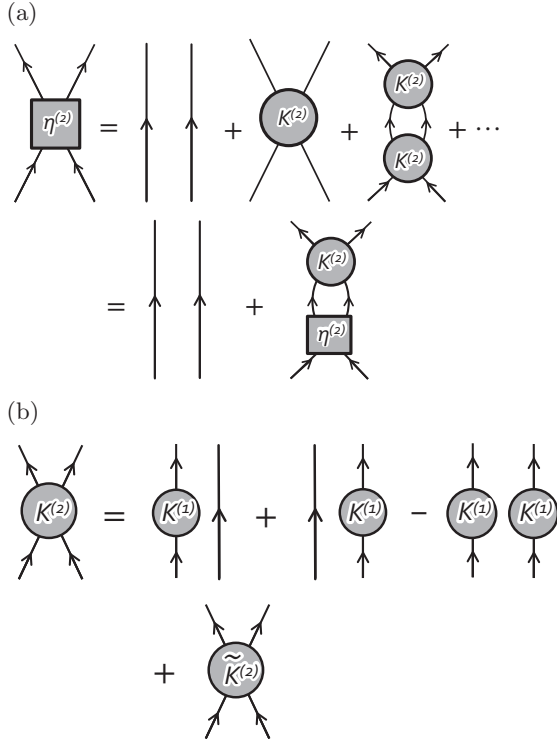 (a)
η(2) = + K(2) + K(2) K(2) + ...
= + K(2) η(2)
(b)
K(2) = K(1) + K(1) − K(1) K(1)
+ K̃(2)